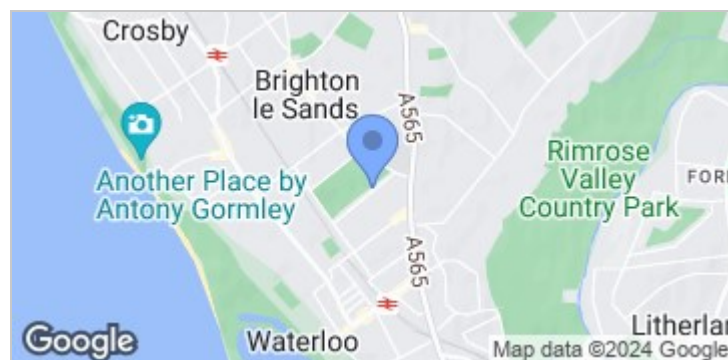 Crosby
Brighton
le Sands
A565
Another Place by
Antony Gormley
Rimrose
Valley
Country Park
FOR
A565
Waterloo
Litherlan
Google
Map data ©2024 Google